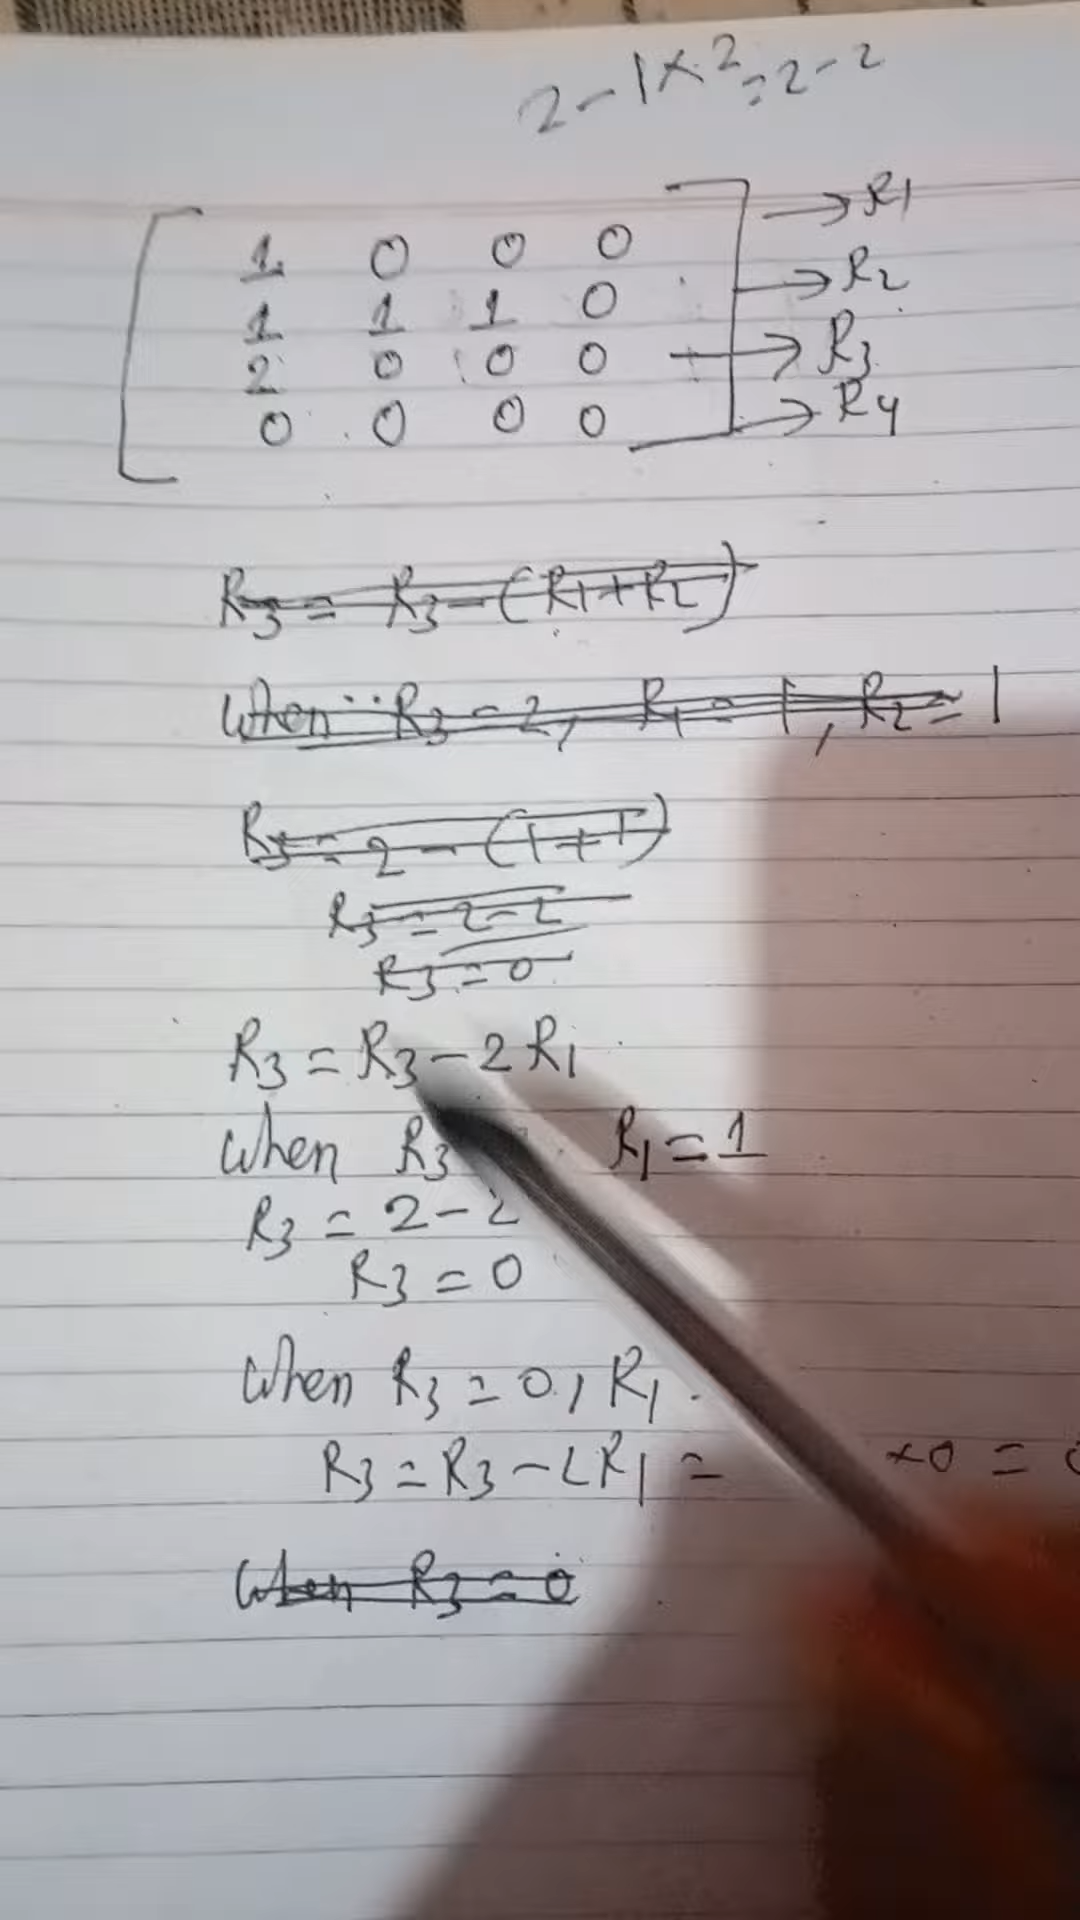 2-1×2=2-2
1 0 0 0 →R1
1 1 1 0 →R2
2 0 0 0 →R3
0 0 0 0 →R4
R3 = R3-(R1+R2)
When R3=2, R1=1, R2=1
R3=2-(1+1)
R3=2-2
R3=0
R3=R3-2R1
When R3 R1=1
R3=2-2
R3=0
When R3=0, R1
R3=R3-2R1= ×0=
When R3=0